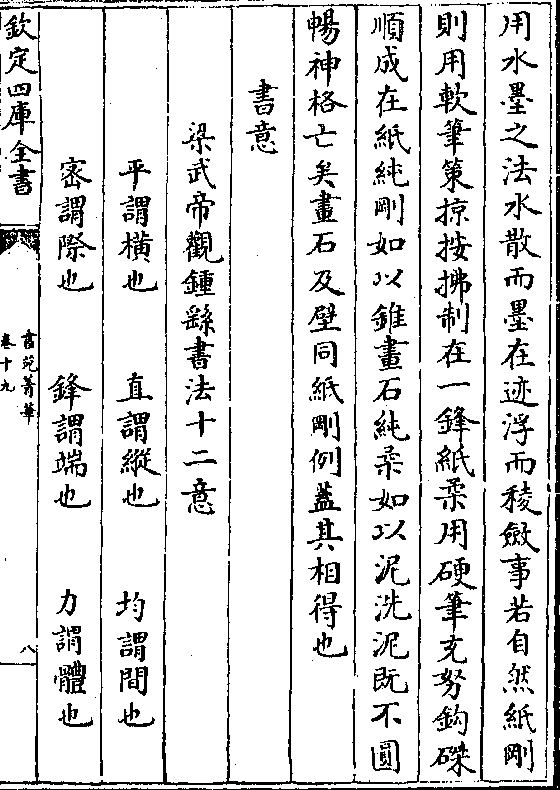 用水墨之法水散而墨在迹浮而稜斂事若自然紙剛
則用軟筆策掠按拂制在一鋒紙柔用硬筆充努鈎磔
順成在紙純剛如以錐畫石純柔如以泥洗泥既不圓
暢神格亡矣畫石及壁同紙剛例蓋其相得也
書意
梁武帝觀鍾繇書法十二意
平謂橫也 直謂縱也 均謂間也
密謂際也 鋒謂端也 力謂體也
欽定四庫全書
書苑菁華
卷十九
八